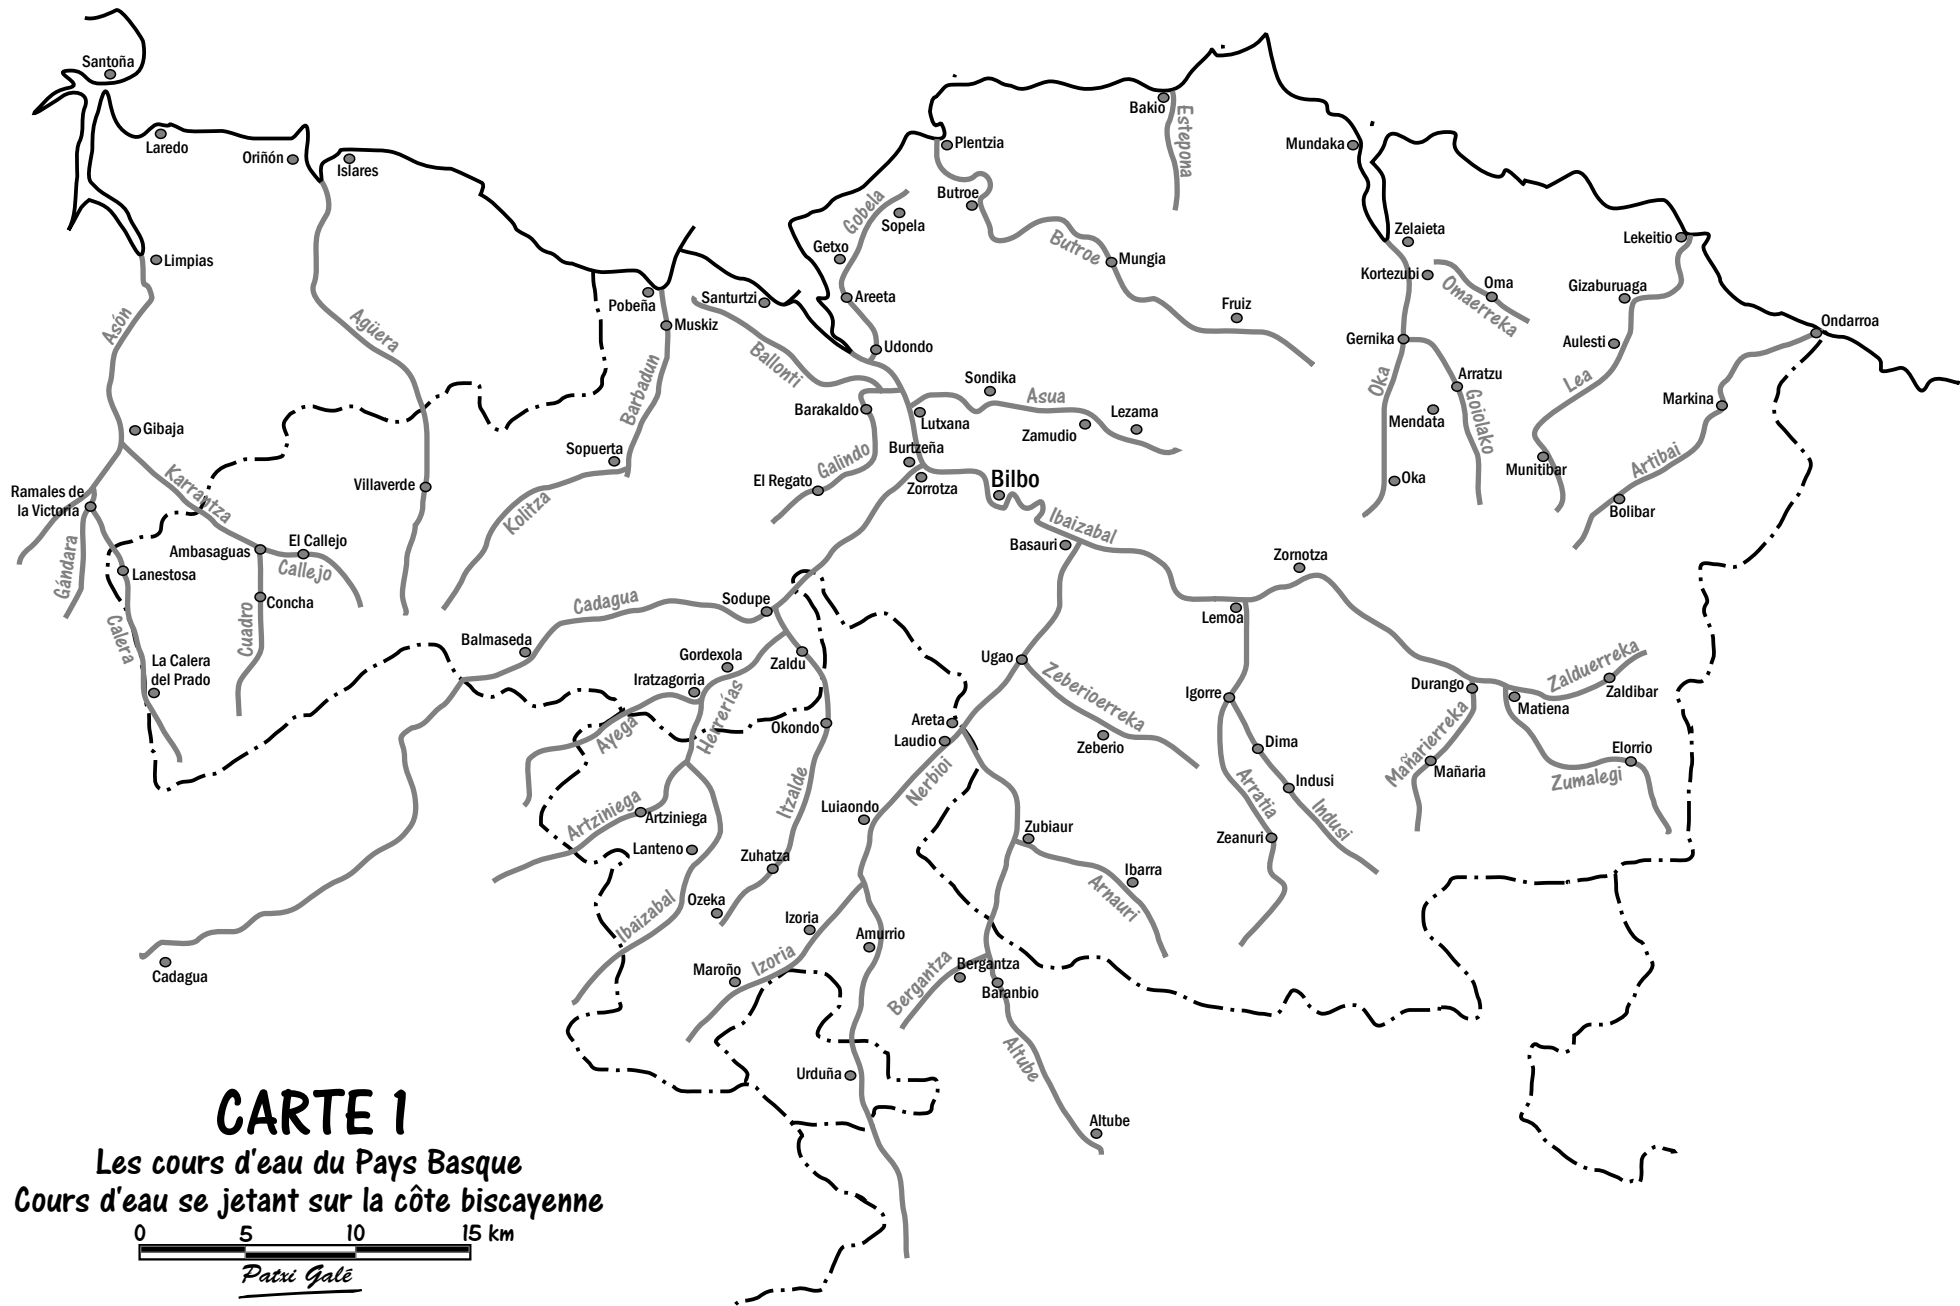 Santoña
Laredo
Oriñón
Islares
Limpias
Asón
Agüera
Gibaja
Karrantza
Ramales de
la Victoria
Gándara
Lanestosa
Calera
La Calera
del Prado
Ambasaguas
El Callejo
Callejo
Concha
Cuadro
Villaverde
Pobeña
Muskiz
Barbadun
Sopuerta
Kolitza
Santurtzi
Ballonti
Getxo
Gobela
Sopela
Areeta
Udondo
Plentzia
Butroe
Butroe
Mungia
Fruiz
Bakio
Estepona
Mundaka
Zelaieta
Kortezubi
Oma
Omaerreka
Gernika
Oka
Arratzu
Goiolako
Mendata
Oka
Lekeitio
Gizaburuaga
Aulesti
Lea
Munitibar
Ondarroa
Markina
Artibai
Bolibar
Barakaldo
Galindo
El Regato
Sondika
Asua
Lutxana
Zamudio
Lezama
Burtzeña
Zorrotza
Bilbo
Ibaizabal
Basauri
Zornotza
Lemoa
Cadagua
Sodupe
Balmaseda
Gordexola
Zaldu
Iratzagorria
Herrerías
Ayega
Okondo
Itzalde
Artziniega
Artziniega
Lanteno
Zuhatza
Ozeka
Ibaizabal
Cadagua
Ugao
Zeberioerreka
Zeberio
Areta
Laudio
Nerbioi
Luiaondo
Izoria
Izoria
Maroño
Amurrio
Urduña
Zubiaur
Ibarra
Arnauri
Bergantza
Bergantza
Baranbio
Altube
Altube
Igorre
Dima
Indusi
Indusi
Arratia
Zeanuri
Durango
Matiena
Zalduerreka
Zaldibar
Mañarierreka
Mañaria
Elorrio
Zumalegi
CARTE 1
Les cours d'eau du Pays Basque
Cours d'eau se jetant sur la côte biscayenne
0 5 10 15 km
Patxi Galé